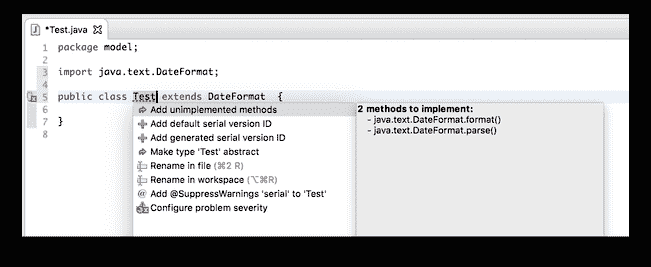 *Test.java
1 package model;
2
3 import java.text.DateFormat;
4
5 public class Test extends DateFormat {
6
7 }
8
Add unimplemented methods
Add default serial version ID
Add generated serial version ID
Make type 'Test' abstract
Rename in file (⌘2 R)
Rename in workspace (⌥⌘R)
@ Add @SuppressWarnings 'serial' to 'Test'
Configure problem severity
2 methods to implement:
- java.text.DateFormat.format()
- java.text.DateFormat.parse()